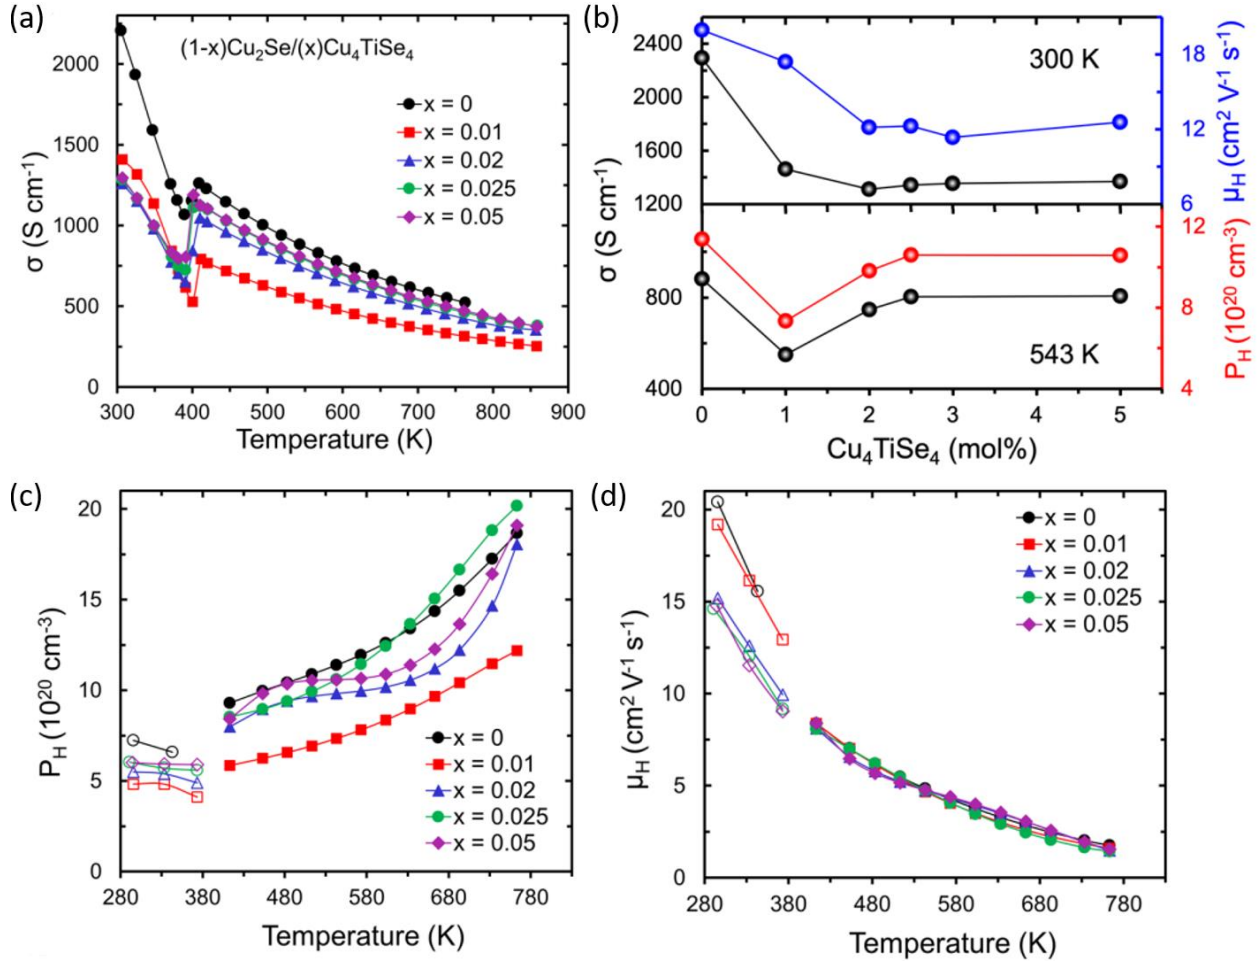 (a)
(1-x)Cu2Se/(x)Cu4TiSe4
x = 0
x = 0.01
x = 0.02
x = 0.025
x = 0.05
2000
1500
1000
500
0
σ (S cm-1)
300 400 500 600 700 800 900
Temperature (K)
(b)
300 K
2400
2000
1600
1200
800
400
σ (S cm-1)
18
12
6
μH (cm2 V-1 s-1)
12
8
4
PH (1020 cm-3)
543 K
0 1 2 3 4 5
Cu4TiSe4 (mol%)
(c)
20
15
10
5
0
PH (1020 cm-3)
x = 0
x = 0.01
x = 0.02
x = 0.025
x = 0.05
280 380 480 580 680 780
Temperature (K)
(d)
20
15
10
5
0
μH (cm2 V-1 s-1)
x = 0
x = 0.01
x = 0.02
x = 0.025
x = 0.05
280 380 480 580 680 780
Temperature (K)